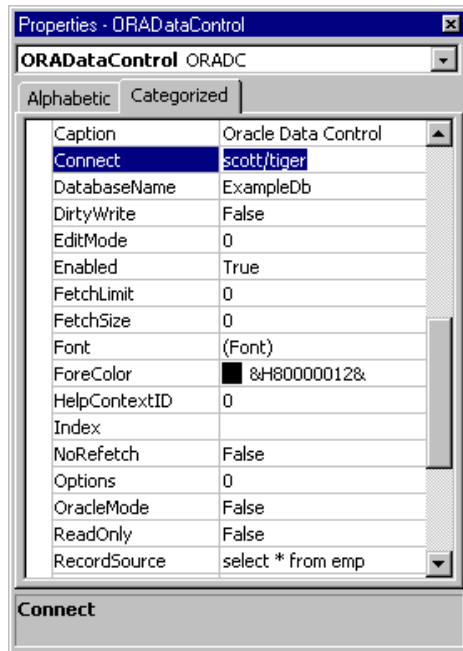 Properties - ORADataControl
ORADataControl ORADC
Alphabetic Categorized
Caption Oracle Data Control
Connect scott/tiger
DatabaseName ExampleDb
DirtyWrite False
EditMode 0
Enabled True
FetchLimit 0
FetchSize 0
Font (Font)
ForeColor &H80000012&
HelpContextID 0
Index
NoRefetch False
Options 0
OracleMode False
ReadOnly False
RecordSource select * from emp
Connect